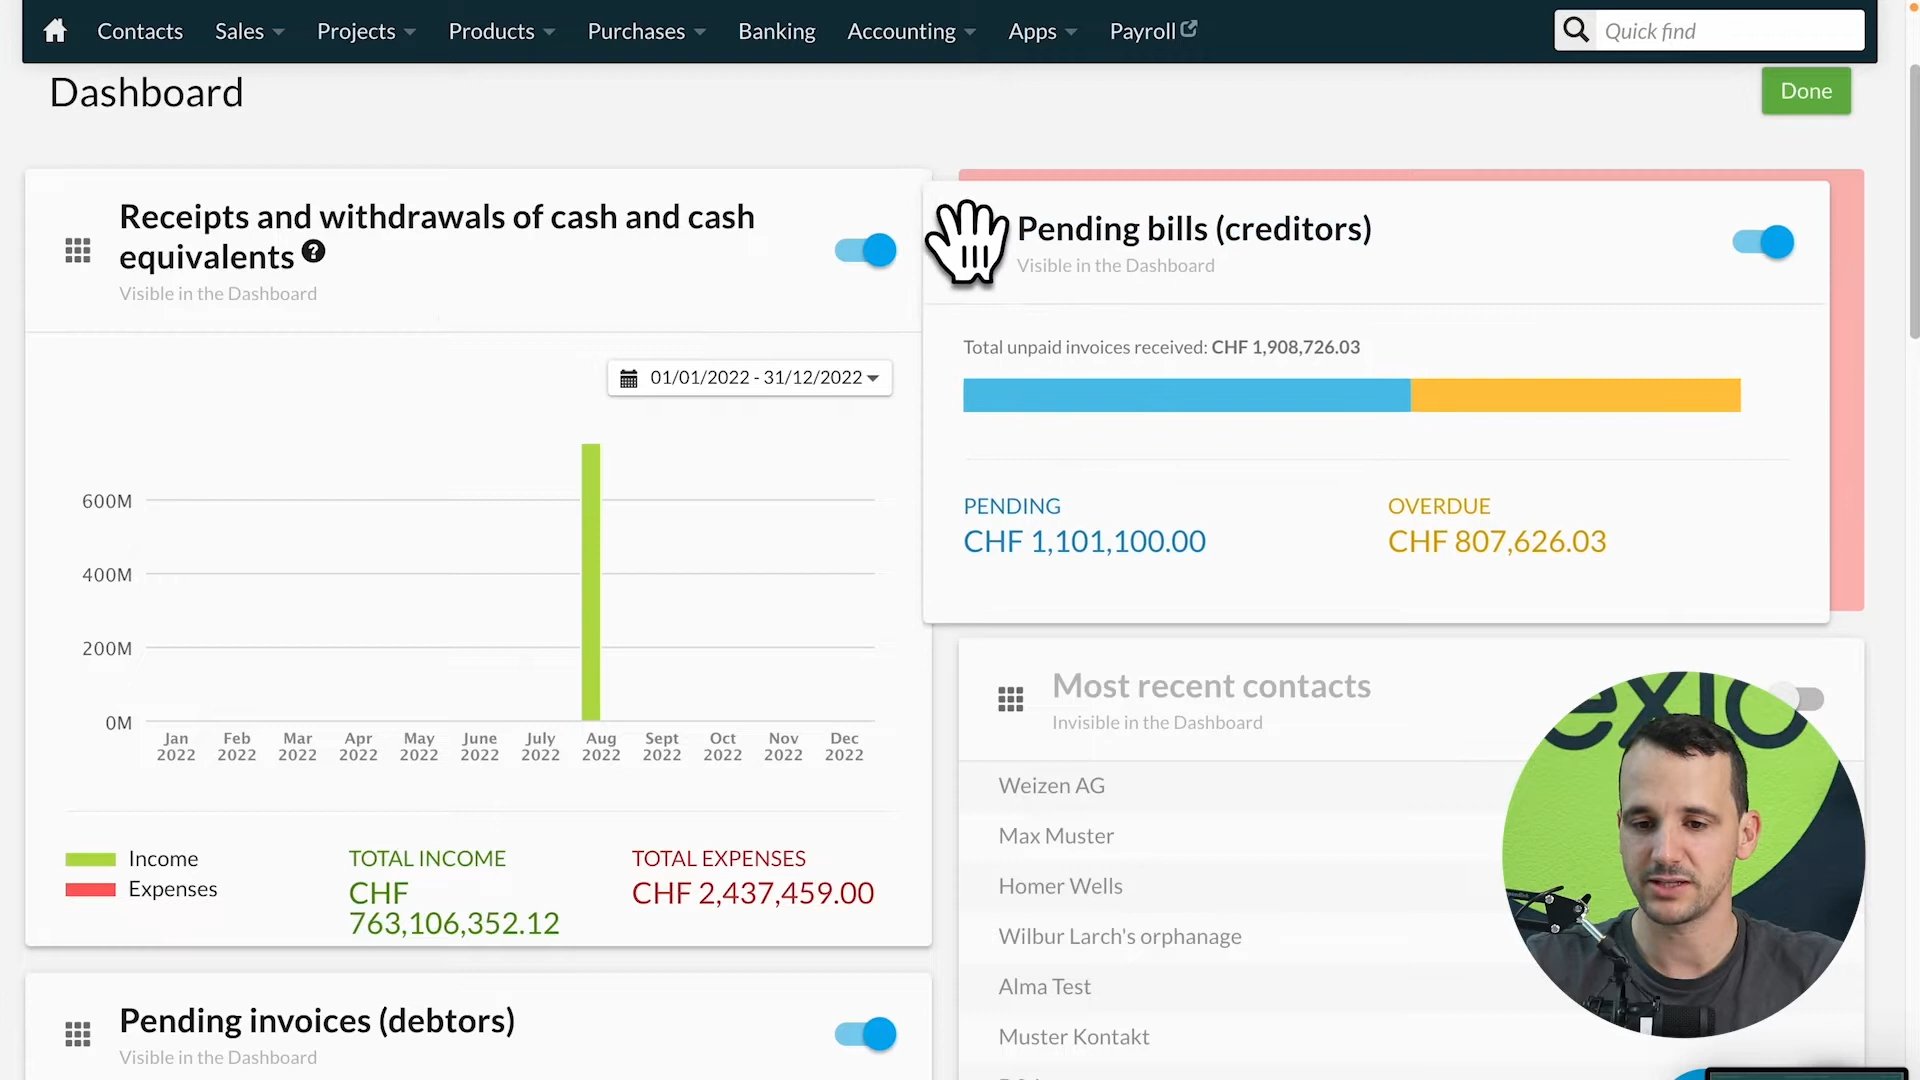 Contacts Sales Projects Products Purchases Banking Accounting Apps Payroll Quick find
Dashboard
Done
Receipts and withdrawals of cash and cash
equivalents ?
Visible in the Dashboard
01/01/2022 - 31/12/2022
600M
400M
200M
0M
Jan 2022 Feb 2022 Mar 2022 Apr 2022 May 2022 June 2022 July 2022 Aug 2022 Sept 2022 Oct 2022 Nov 2022 Dec 2022
Income
Expenses
TOTAL INCOME
CHF
763,106,352.12
TOTAL EXPENSES
CHF 2,437,459.00
Pending invoices (debtors)
Visible in the Dashboard
Pending bills (creditors)
Visible in the Dashboard
Total unpaid invoices received: CHF 1,908,726.03
PENDING
CHF 1,101,100.00
OVERDUE
CHF 807,626.03
Most recent contacts
Invisible in the Dashboard
Weizen AG
Max Muster
Homer Wells
Wilbur Larch's orphanage
Alma Test
Muster Kontakt